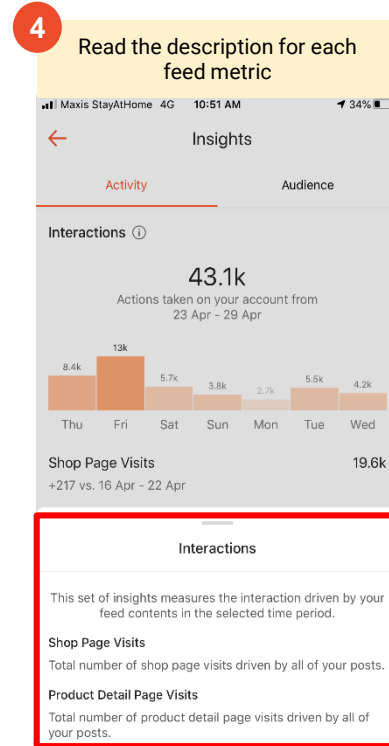 4
Read the description for each
feed metric
Maxis StayAtHome 4G 10:51 AM 34%
Insights
Activity Audience
Interactions
43.1k
Actions taken on your account from
23 Apr - 29 Apr
8.4k 13k 5.7k 3.8k 2.7k 5.5k 4.2k
Thu Fri Sat Sun Mon Tue Wed
Shop Page Visits 19.6k
+217 vs. 16 Apr - 22 Apr
Interactions
This set of insights measures the interaction driven by your
feed contents in the selected time period.
Shop Page Visits
Total number of shop page visits driven by all of your posts.
Product Detail Page Visits
Total number of product detail page visits driven by all of
your posts.